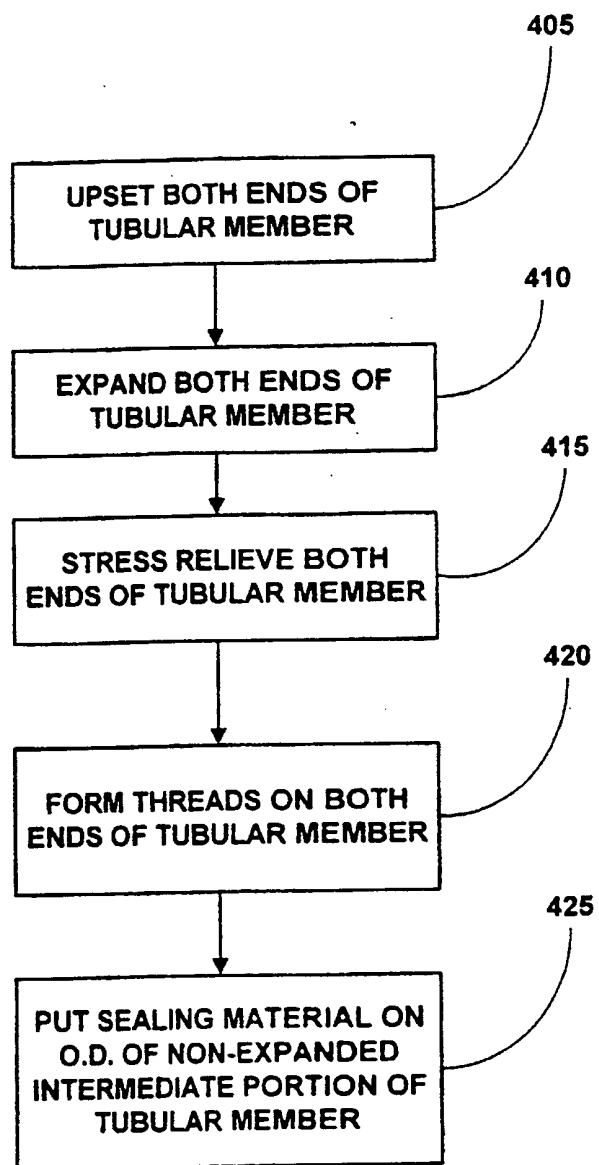 405
UPSET BOTH ENDS OF
TUBULAR MEMBER
410
EXPAND BOTH ENDS OF
TUBULAR MEMBER
415
STRESS RELIEVE BOTH
ENDS OF TUBULAR MEMBER
420
FORM THREADS ON BOTH
ENDS OF TUBULAR MEMBER
425
PUT SEALING MATERIAL ON
O.D. OF NON-EXPANDED
INTERMEDIATE PORTION OF
TUBULAR MEMBER